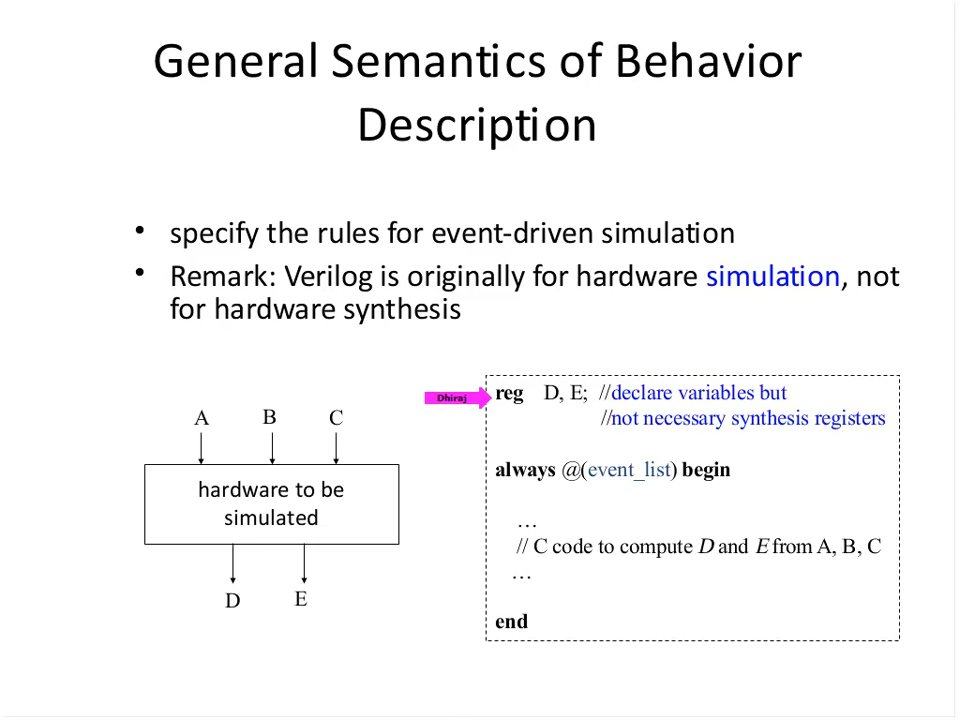 General Semantics of Behavior
Description
• specify the rules for event-driven simulation
• Remark: Verilog is originally for hardware simulation, not
for hardware synthesis
A B C
hardware to be
simulated
D E
Dhiraj
reg D, E; //declare variables but
//not necessary synthesis registers
always @(event_list) begin
…
// C code to compute D and E from A, B, C
…
end